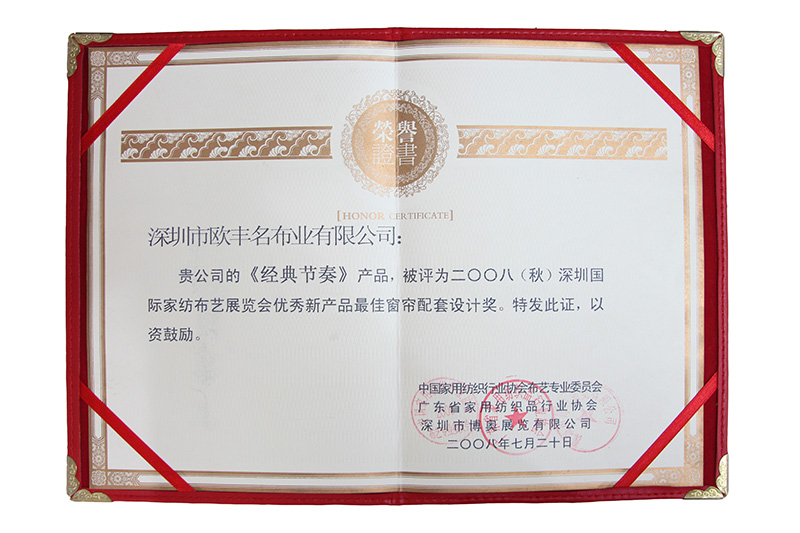 榮譽
證書
[HONOR CERTIFICATE]
深圳市欧丰名布业有限公司：
贵公司的《经典节奏》产品，被评为二〇〇八（秋）深圳国
际家纺布艺展览会优秀新产品最佳窗帘配套设计奖。特发此证，以
资鼓励。
中国家用纺织行业协会布艺专业委员会
广东省家用纺织品行业协会
深圳市博奥展览有限公司
二〇〇八年七月二十日